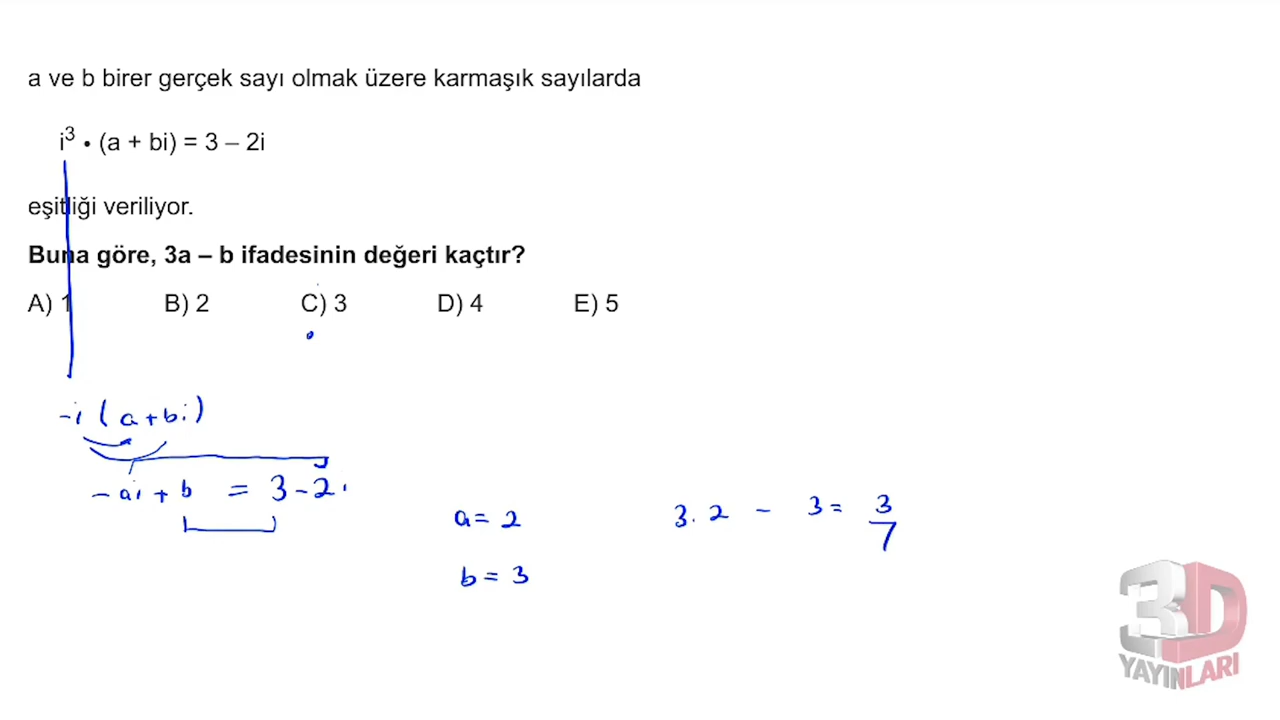 a ve b birer gerçek sayı olmak üzere karmaşık sayılarda
i³ • (a + bi) = 3 – 2i
eşitliği veriliyor.
Buna göre, 3a – b ifadesinin değeri kaçtır?
A) 1 B) 2 C) 3 D) 4 E) 5
-i (a+bi)
-ai + b = 3-2i
a = 2
b = 3
3.2 - 3 = 3
3D
YAYINLARI